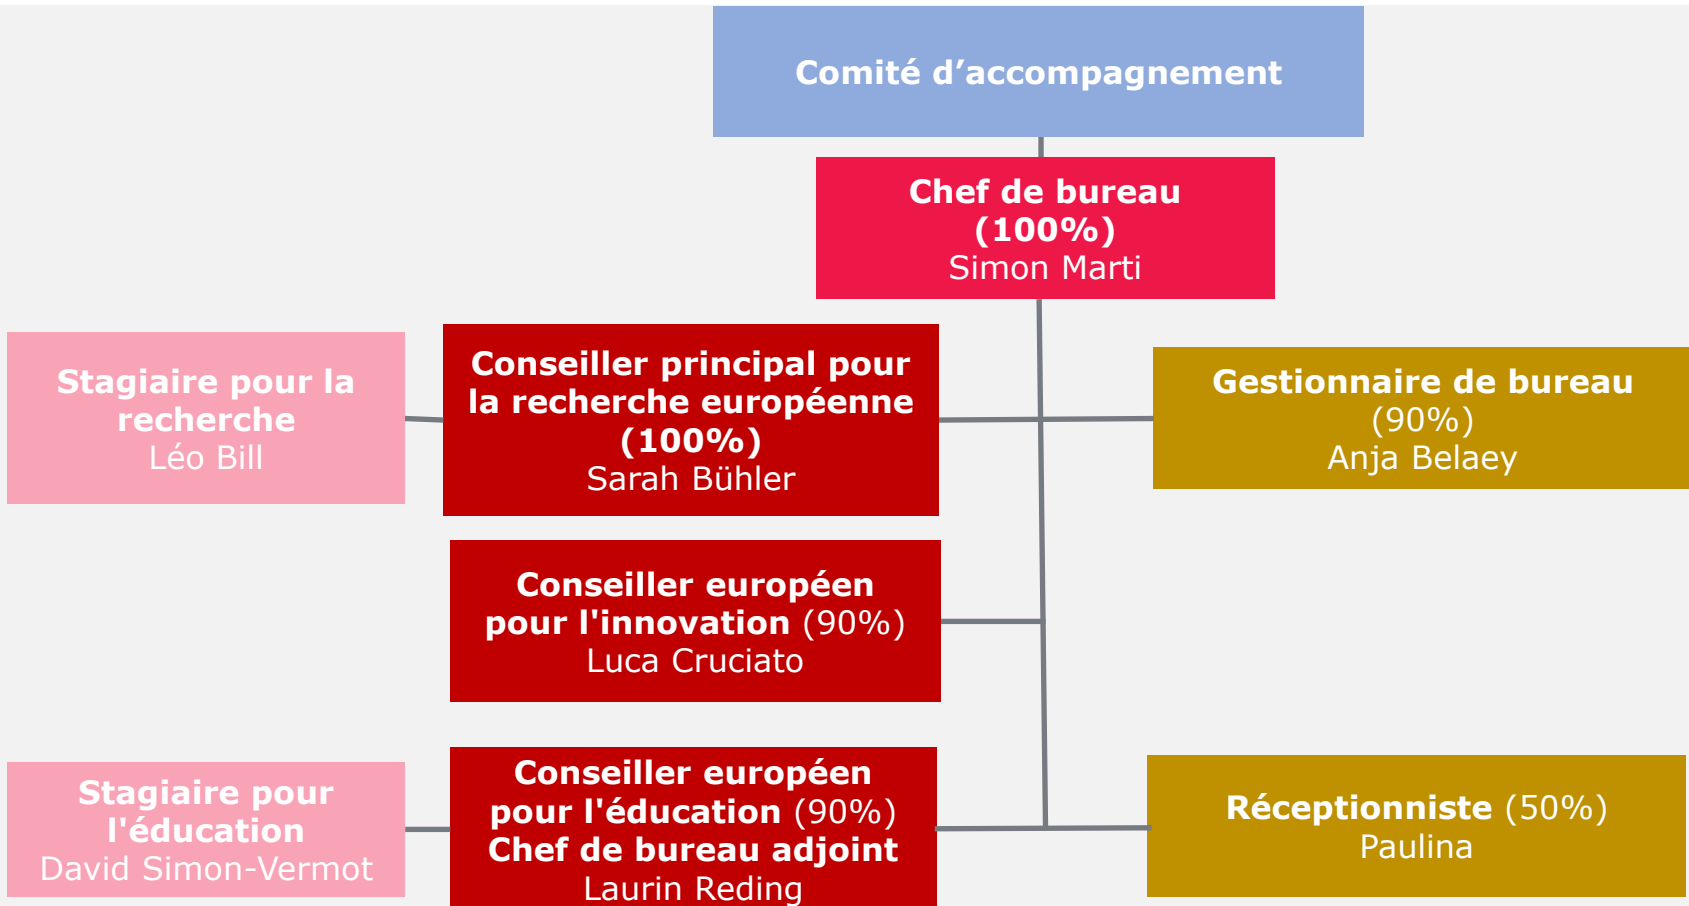 Comité d’accompagnement
Chef de bureau
(100%)
Simon Marti
Stagiaire pour la
recherche
Léo Bill
Conseiller principal pour
la recherche européenne
(100%)
Sarah Bühler
Gestionnaire de bureau
(90%)
Anja Belaey
Conseiller européen
pour l'innovation (90%)
Luca Cruciato
Stagiaire pour
l'éducation
David Simon-Vermot
Conseiller européen
pour l'éducation (90%)
Chef de bureau adjoint
Laurin Reding
Réceptionniste (50%)
Paulina